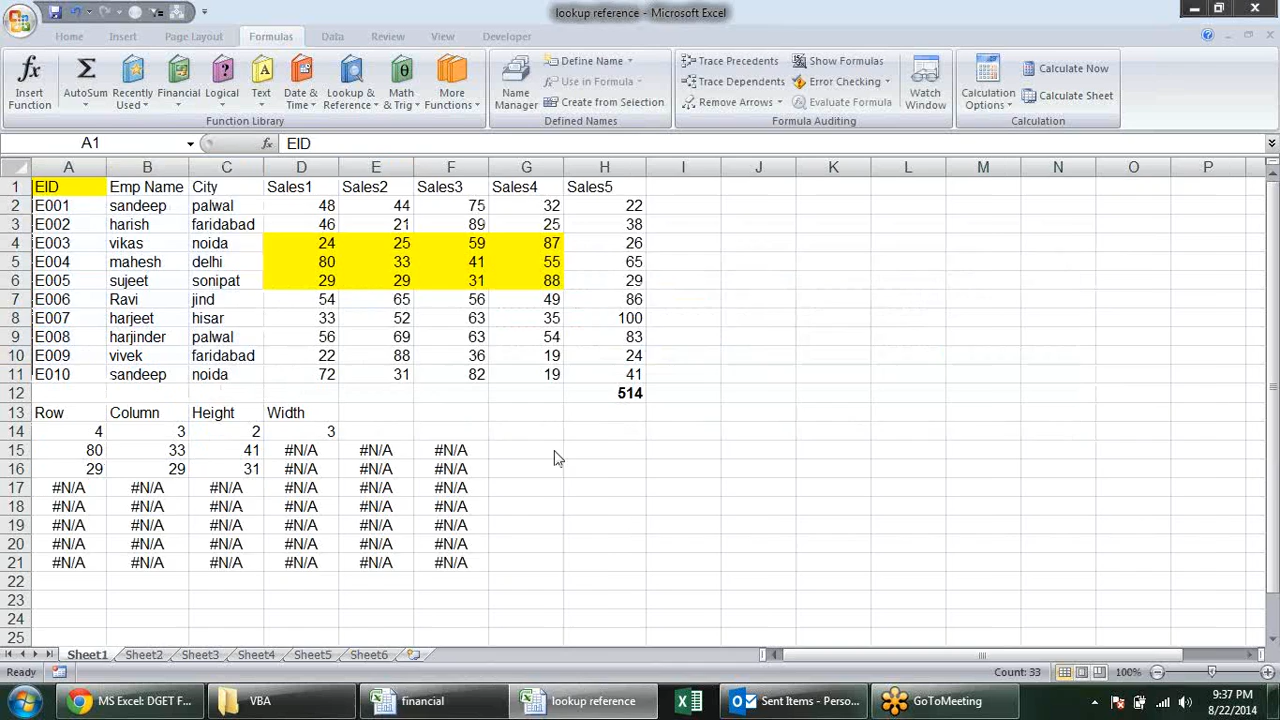 lookup reference - Microsoft Excel
Home Insert Page Layout Formulas Data Review View Developer
Insert Function
AutoSum
Recently Used
Financial
Logical
Text
Date & Time
Lookup & Reference
Math & Trig
More Functions
Function Library
Name Manager
Define Name
Use in Formula
Create from Selection
Defined Names
Trace Precedents
Trace Dependents
Remove Arrows
Show Formulas
Error Checking
Evaluate Formula
Formula Auditing
Watch Window
Calculation Options
Calculate Now
Calculate Sheet
Calculation
A1 fx EID
A B C D E F G H I J K L M N O P
1 EID Emp Name City Sales1 Sales2 Sales3 Sales4 Sales5
2 E001 sandeep palwal 48 44 75 32 22
3 E002 harish faridabad 46 21 89 25 38
4 E003 vikas noida 24 25 59 87 26
5 E004 mahesh delhi 80 33 41 55 65
6 E005 sujeet sonipat 29 29 31 88 29
7 E006 Ravi jind 54 65 56 49 86
8 E007 harjeet hisar 33 52 63 35 100
9 E008 harjinder palwal 56 69 63 54 83
10 E009 vivek faridabad 22 88 36 19 24
11 E010 sandeep noida 72 31 82 19 41
12 514
13 Row Column Height Width
14 4 3 2 3
15 80 33 41 #N/A #N/A #N/A
16 29 29 31 #N/A #N/A #N/A
17 #N/A #N/A #N/A #N/A #N/A #N/A
18 #N/A #N/A #N/A #N/A #N/A #N/A
19 #N/A #N/A #N/A #N/A #N/A #N/A
20 #N/A #N/A #N/A #N/A #N/A #N/A
21 #N/A #N/A #N/A #N/A #N/A #N/A
22
23
24
25
Sheet1 Sheet2 Sheet3 Sheet4 Sheet5 Sheet6
Ready Count: 33 100%
MS Excel: DGET F... VBA financial lookup reference Sent Items - Perso... GoToMeeting 9:37 PM
8/22/2014